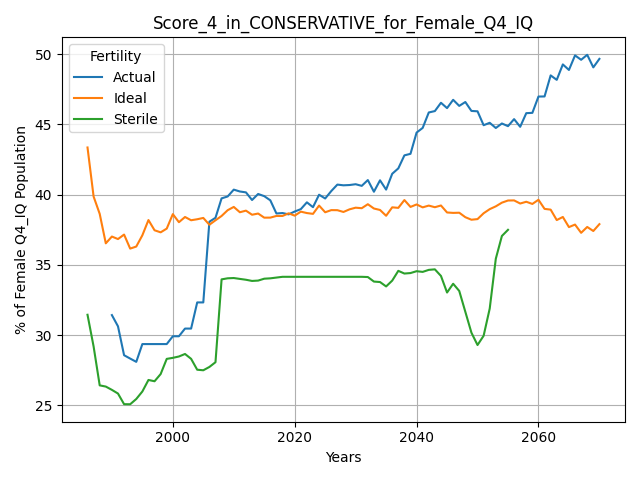 Score_4_in_CONSERVATIVE_for_Female_Q4_IQ
Fertility
Actual
Ideal
Sterile
% of Female Q4_IQ Population
50
45
40
35
30
25
2000
2020
2040
2060
Years